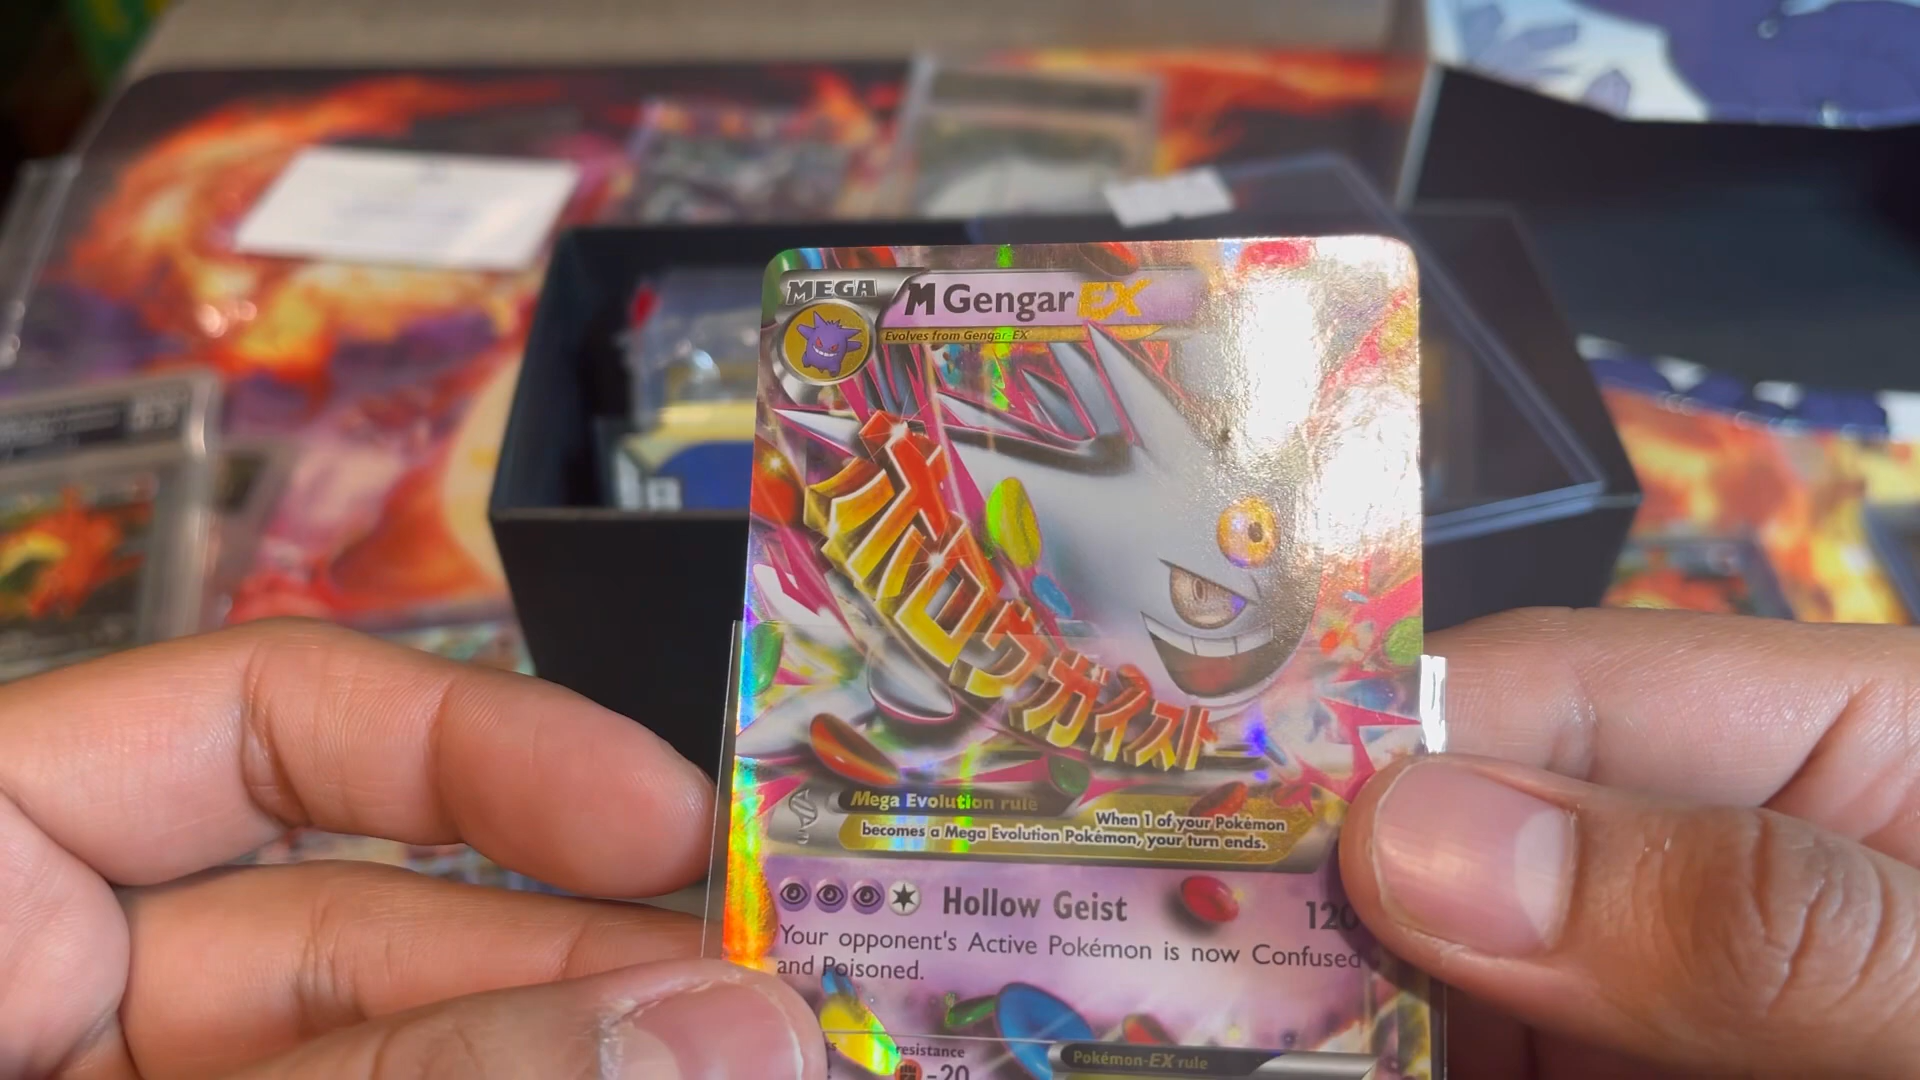 MEGA
M Gengar EX
Evolves from Gengar-EX
ホロウガイスト
Mega Evolution rule
When 1 of your Pokémon
becomes a Mega Evolution Pokémon, your turn ends.
Hollow Geist 120
Your opponent's Active Pokémon is now Confused
and Poisoned.
resistance
-20
Pokémon-EX rule